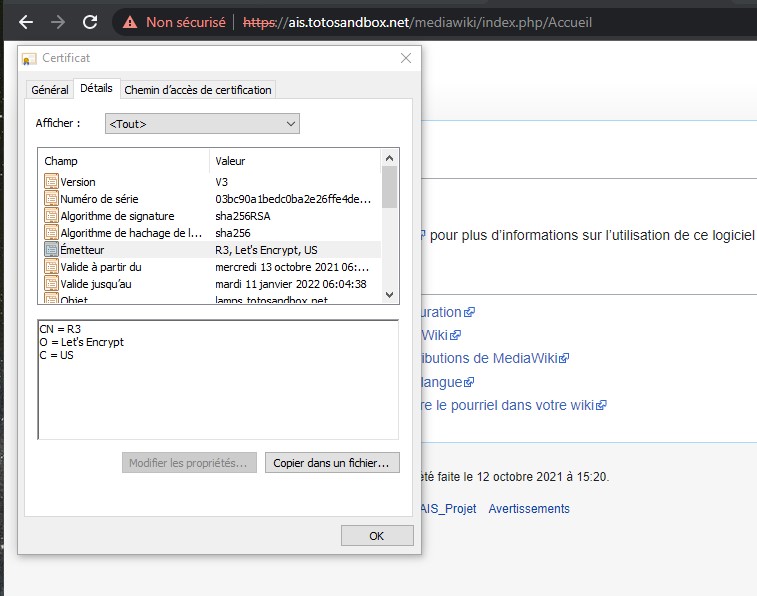 Non sécurisé | https://ais.totosandbox.net/mediawiki/index.php/Accueil
Certificat
Général Détails Chemin d'accès de certification
Afficher : <Tout>
Champ Valeur
Version V3
Numéro de série 03bc90a1bedc0ba2e26ffe4de...
Algorithme de signature sha256RSA
Algorithme de hachage de l... sha256
Émetteur R3, Let's Encrypt, US
Valide à partir du mercredi 13 octobre 2021 06:...
Valide jusqu'au mardi 11 janvier 2022 06:04:38
Objet lamps.totosandbox.net
CN = R3
O = Let's Encrypt
C = US
Modifier les propriétés... Copier dans un fichier...
OK
pour plus d'informations sur l'utilisation de ce logiciel
uration
Wiki
ibutions de MediaWiki
langue
re le pourriel dans votre wiki
été faite le 12 octobre 2021 à 15:20.
AIS_Projet Avertissements